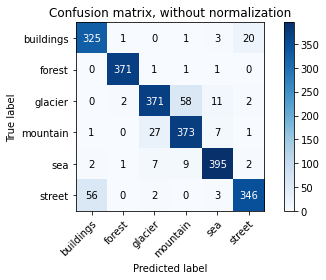 Confusion matrix, without normalization
True label
buildings 325 1 0 1 3 20
forest 0 371 1 1 1 0
glacier 0 2 371 58 11 2
mountain 1 0 27 373 7 1
sea 2 1 7 9 395 2
street 56 0 2 0 3 346
buildings forest glacier mountain sea street
Predicted label
350
300
250
200
150
100
50
0